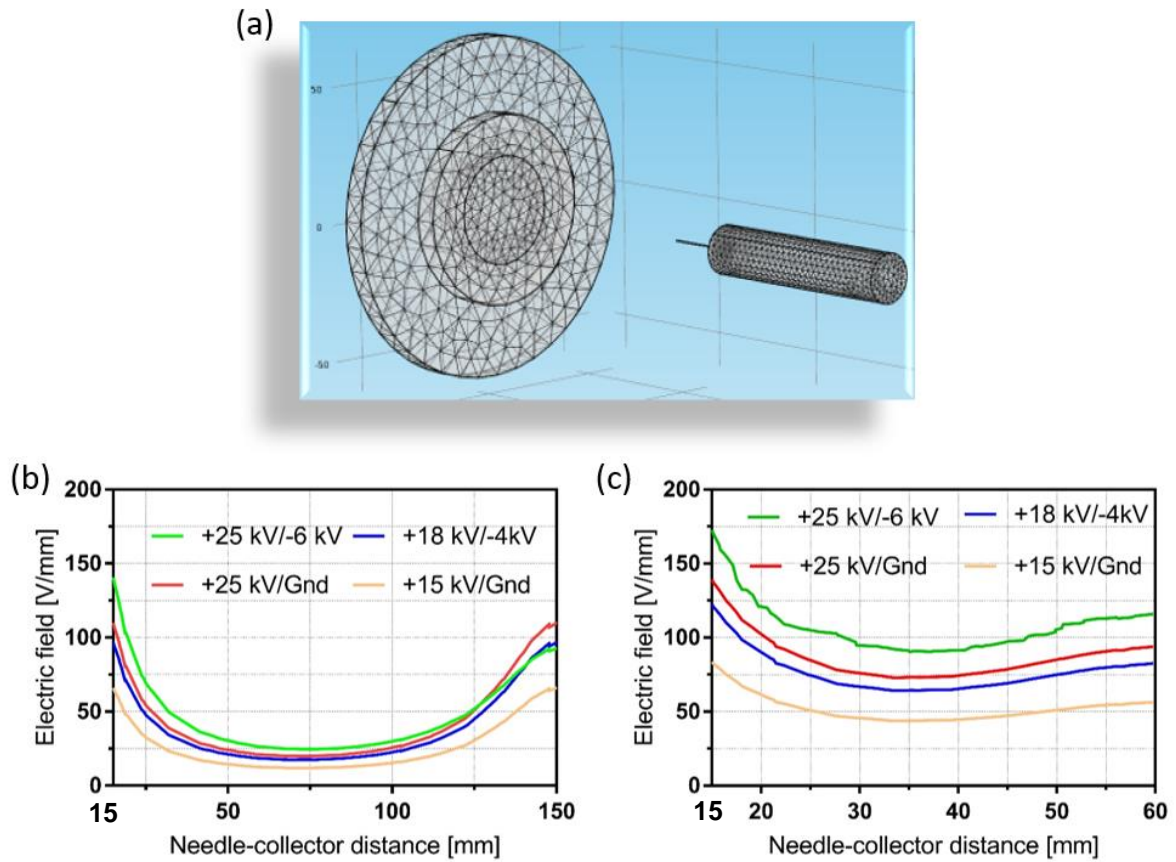 (a)
50
0
-50
(b)
200
150
100
50
0
Electric field [V/mm]
+25 kV/-6 kV
+18 kV/-4kV
+25 kV/Gnd
+15 kV/Gnd
15
50
100
150
Needle-collector distance [mm]
(c)
200
150
100
50
0
Electric field [V/mm]
+25 kV/-6 kV
+18 kV/-4kV
+25 kV/Gnd
+15 kV/Gnd
15
20
30
40
50
60
Needle-collector distance [mm]